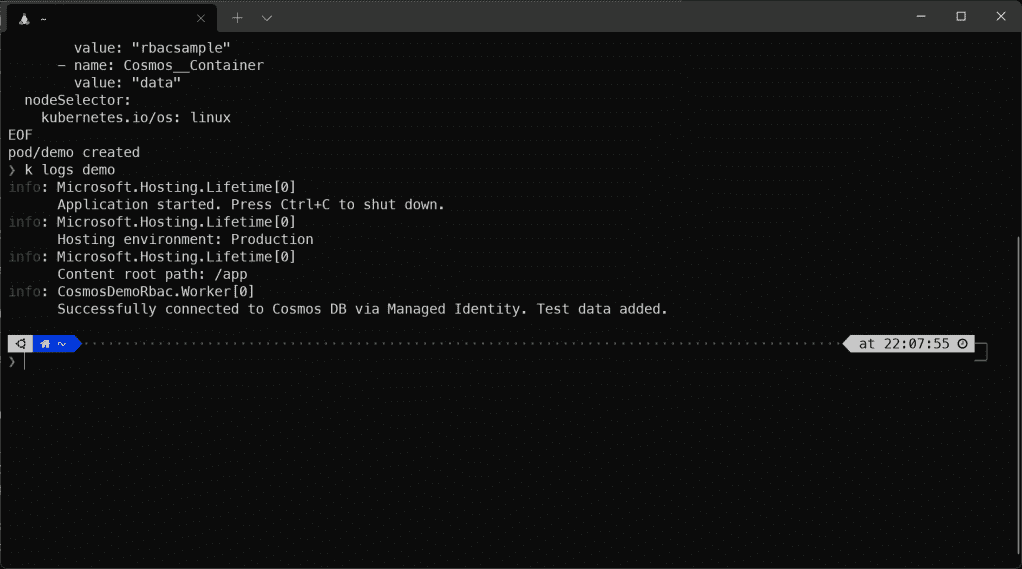 ~
value: "rbacsample"
- name: Cosmos__Container
value: "data"
nodeSelector:
kubernetes.io/os: linux
EOF
pod/demo created
❯ k logs demo
info: Microsoft.Hosting.Lifetime[0]
Application started. Press Ctrl+C to shut down.
info: Microsoft.Hosting.Lifetime[0]
Hosting environment: Production
info: Microsoft.Hosting.Lifetime[0]
Content root path: /app
info: CosmosDemoRbac.Worker[0]
Successfully connected to Cosmos DB via Managed Identity. Test data added.
~ at 22:07:55
❯